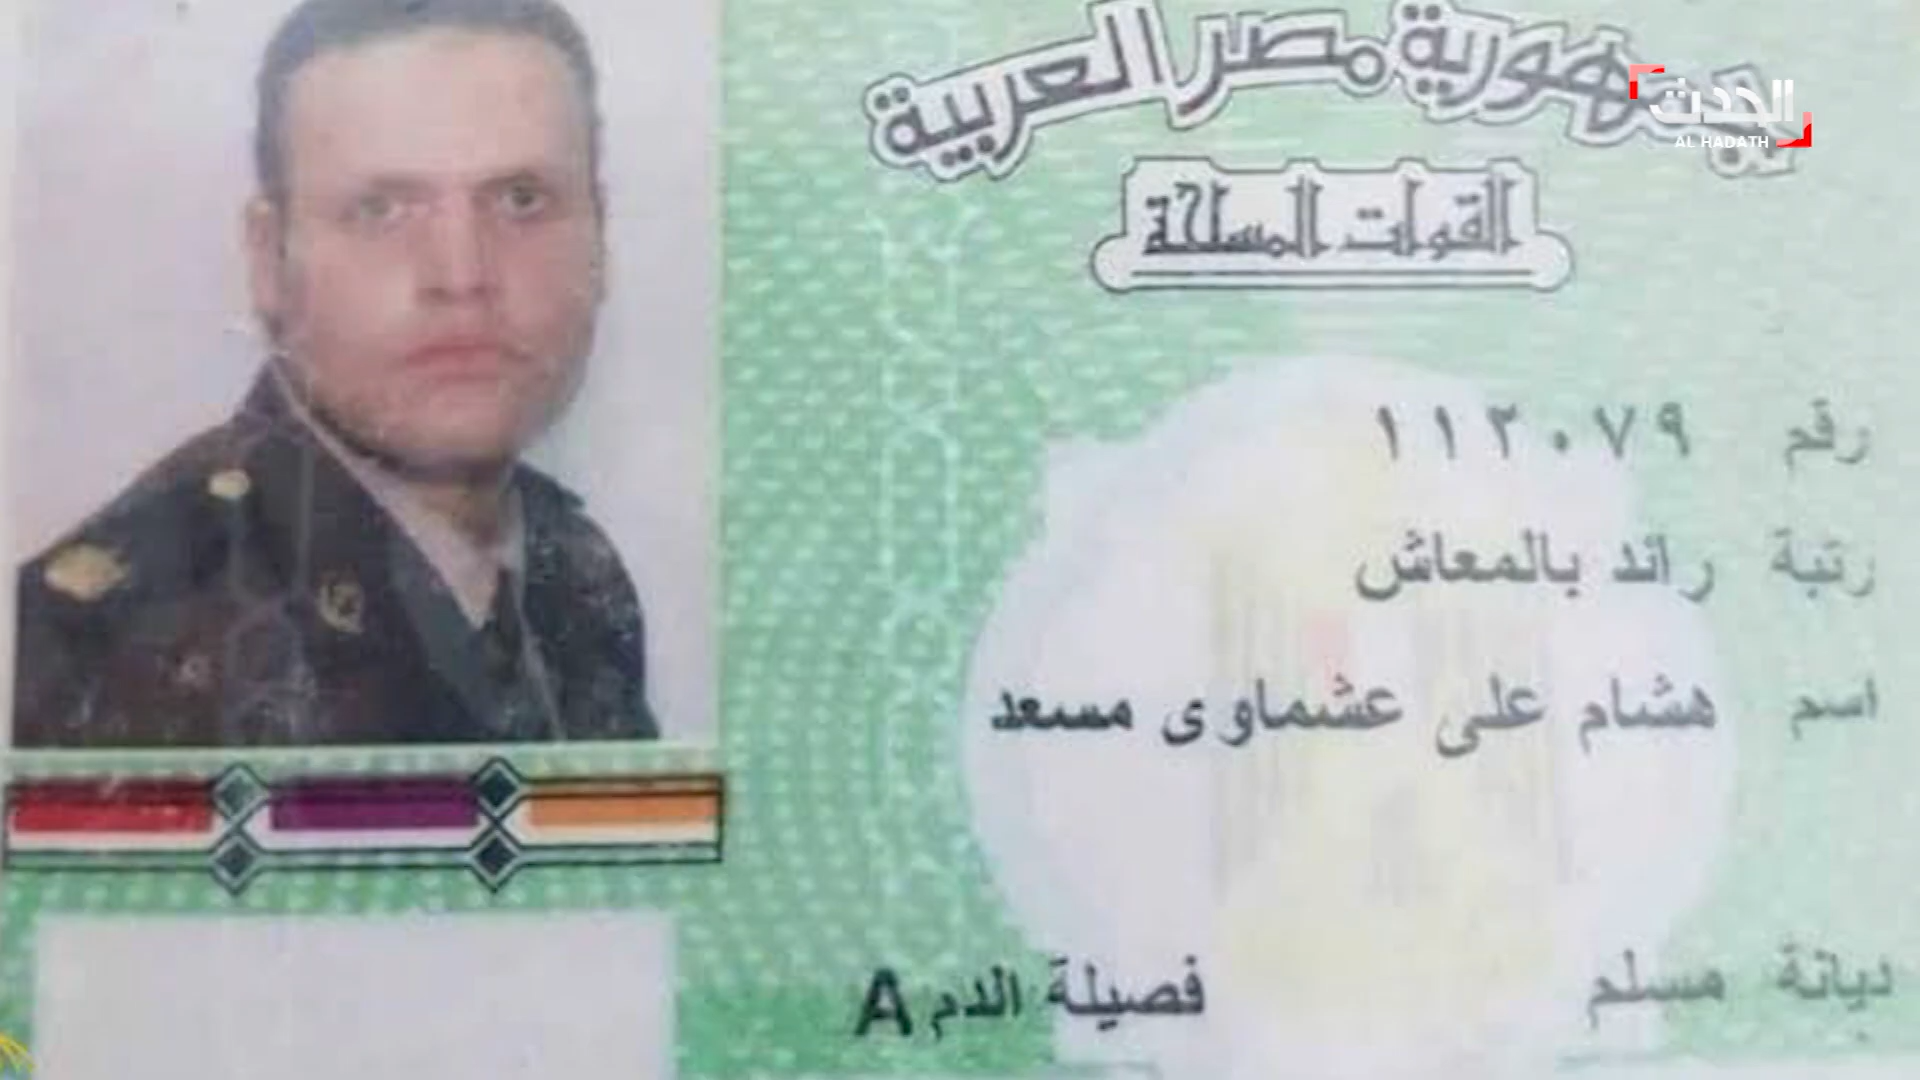 جمهورية مصر العربية
الحدث
AL HADATH
القوات المسلحة
رقم ١١٢٠٧٩
رتبة رائد بالمعاش
اسم هشام على عشماوى مسعد
ديانة مسلم فصيلة الدم A